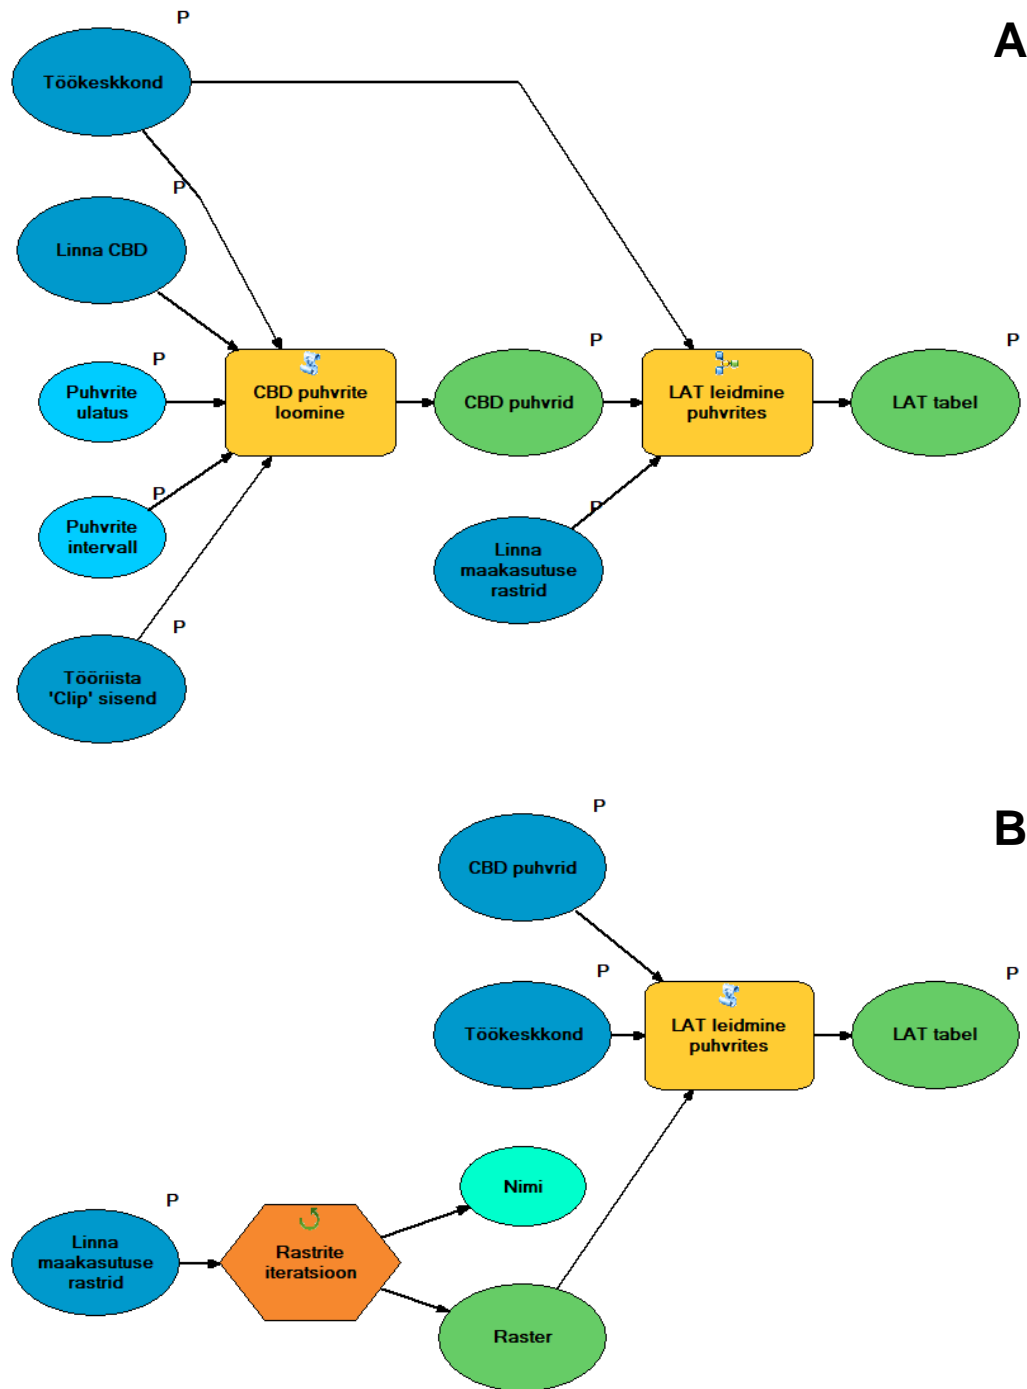 P
A
Töökeskkond
P
Linna CBD
P
Puhvrite
ulatus
CBD puhvrite
loomine
P
CBD puhvrid
LAT leidmine
puhvrites
P
LAT tabel
P
Puhvrite
intervall
P
Linna
maakasutuse
rastrid
P
Tööriista
'Clip' sisend
P
B
CBD puhvrid
P
Töökeskkond
LAT leidmine
puhvrites
P
LAT tabel
Nimi
P
Linna
maakasutuse
rastrid
Rastrite
iteratsioon
Raster